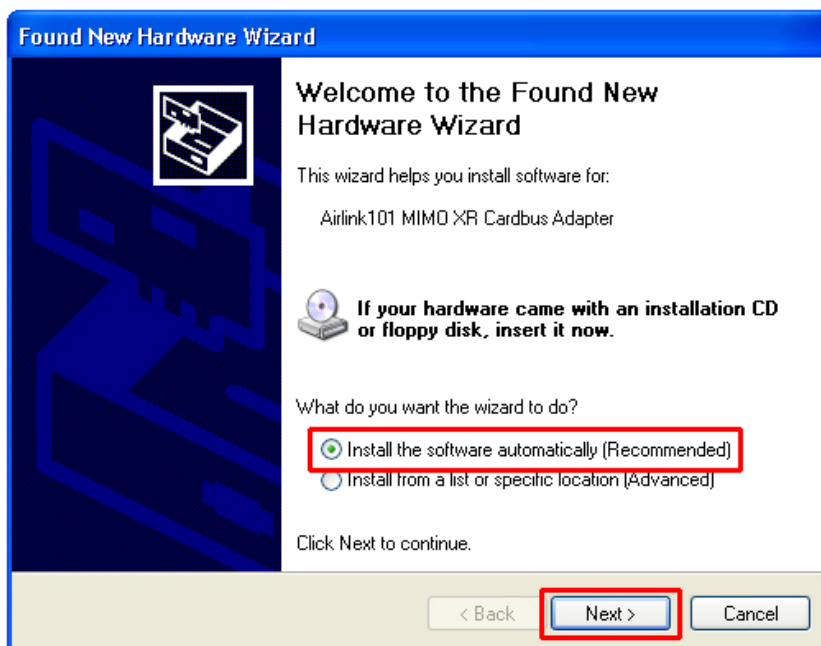 Found New Hardware Wizard
Welcome to the Found New
Hardware Wizard
This wizard helps you install software for:
Airlink101 MIMO XR Cardbus Adapter
If your hardware came with an installation CD
or floppy disk, insert it now.
What do you want the wizard to do?
Install the software automatically (Recommended)
Install from a list or specific location (Advanced)
Click Next to continue.
< Back
Next >
Cancel